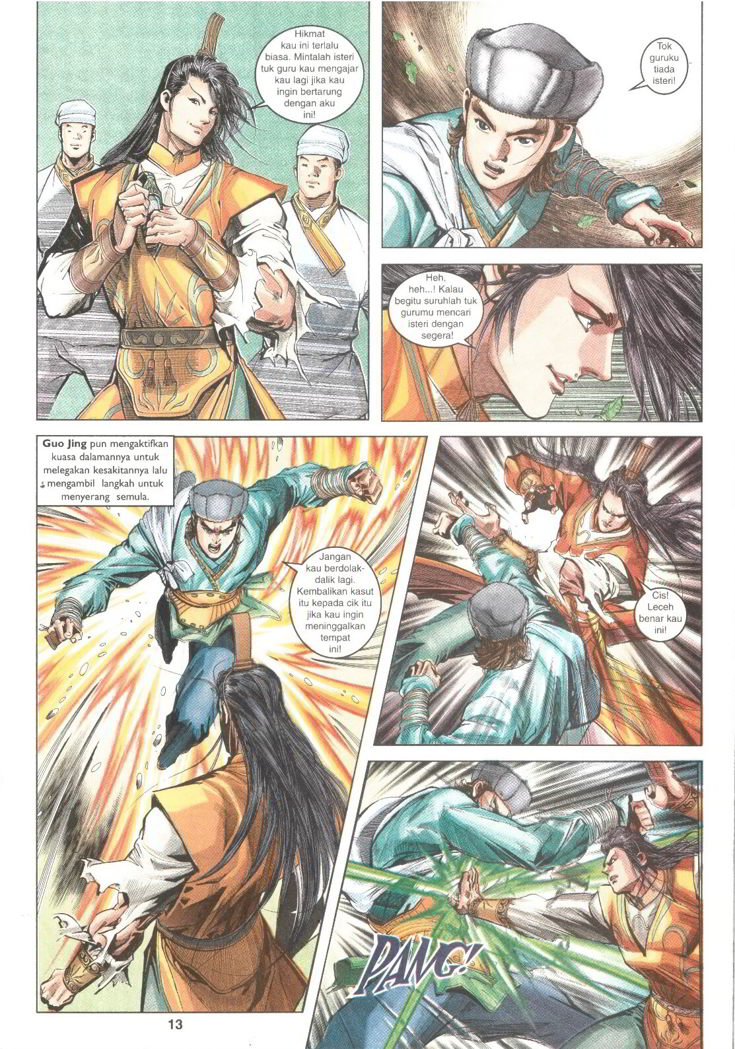 Hikmat
kau ini terlalu
biasa. Mintalah isteri
tuk guru kau mengajar
kau lagi jika kau
ingin bertarung
dengan aku
ini!
Tok
guruku
tiada
isteri!
Heh,
heh...! Kalau
begitu suruhlah tuk
gurumu mencari
isteri dengan
segera!
Guo Jing pun mengaktifkan
kuasa dalamannya untuk
melegakan kesakitannya lalu
mengambil langkah untuk
menyerang semula.
Jangan
kau berdolak-
dalik lagi.
Kembalikan kasut
itu kepada cik itu
jika kau ingin
meninggalkan
tempat
ini!
Cis!
Leceh
benar kau
ini!
PANG!
13